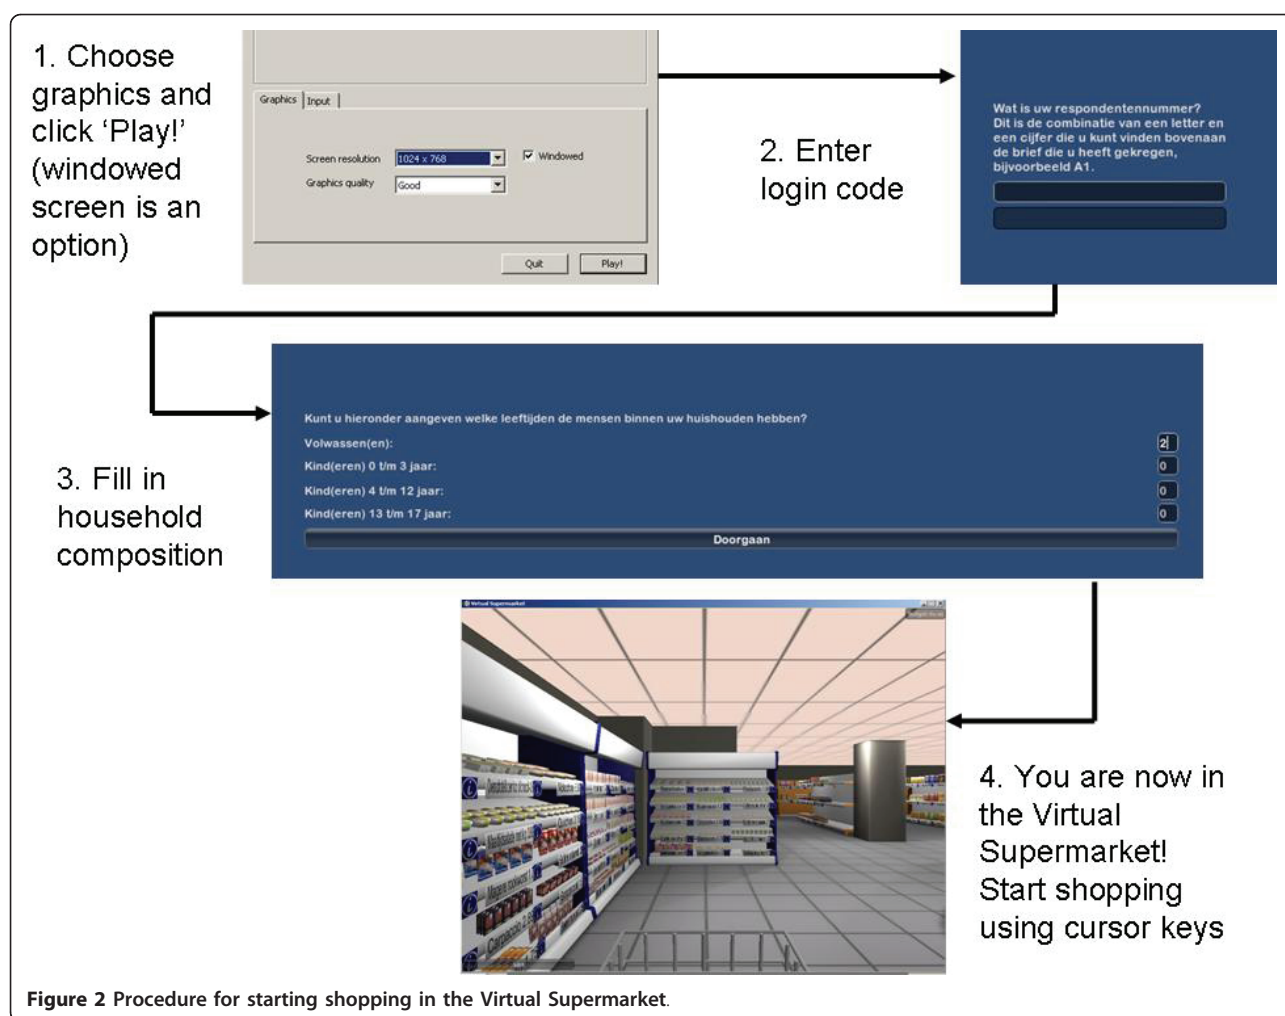 1. Choose
graphics and
click ‘Play!’
(windowed
screen is an
option)
Graphics
Input
Screen resolution
1024 x 768
Windowed
Graphics quality
Good
Quit
Play!
2. Enter
login code
Wat is uw respondentennummer?
Dit is de combinatie van een letter en
een cijfer die u kunt vinden bovenaan
de brief die u heeft gekregen,
bijvoorbeeld A1.
Kunt u hieronder aangeven welke leeftijden de mensen binnen uw huishouden hebben?
Volwassen(en):
2
Kind(eren) 0 t/m 3 jaar:
0
Kind(eren) 4 t/m 12 jaar:
0
Kind(eren) 13 t/m 17 jaar:
0
Doorgaan
3. Fill in
household
composition
Virtual Supermarket
4. You are now in
the Virtual
Supermarket!
Start shopping
using cursor keys
Figure 2 Procedure for starting shopping in the Virtual Supermarket.